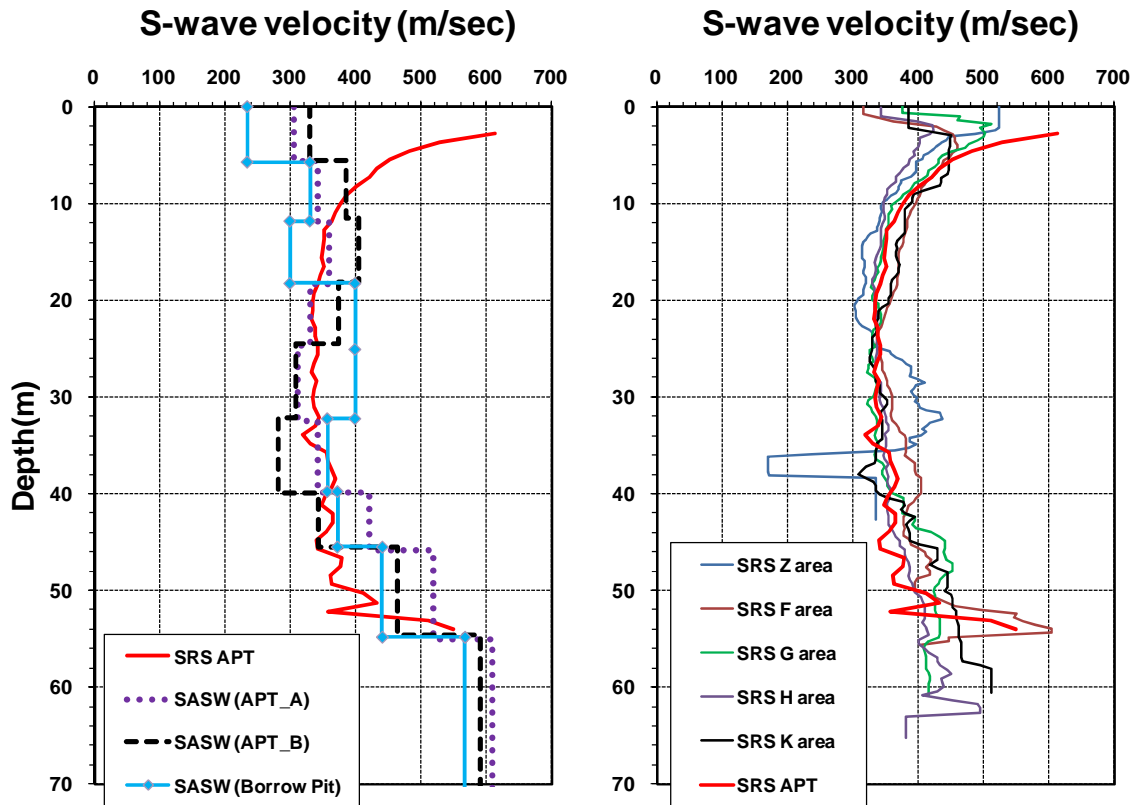 S-wave velocity (m/sec)
0 100 200 300 400 500 600 700
0
10
20
30
40
50
60
70
Depth(m)
SRS APT
SASW (APT_A)
SASW (APT_B)
SASW (Borrow Pit)
S-wave velocity (m/sec)
0 100 200 300 400 500 600 700
0
10
20
30
40
50
60
70
SRS Z area
SRS F area
SRS G area
SRS H area
SRS K area
SRS APT